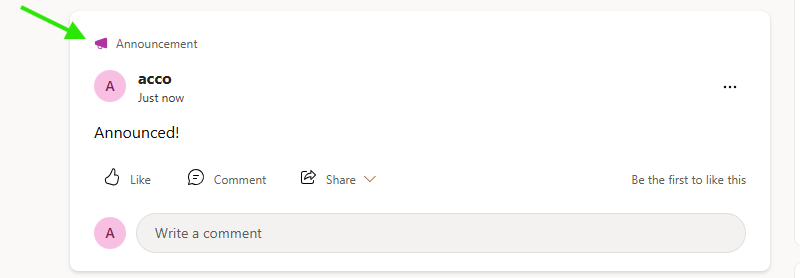 Announcement
A
acco
Just now
Announced!
Like Comment Share Be the first to like this
A Write a comment